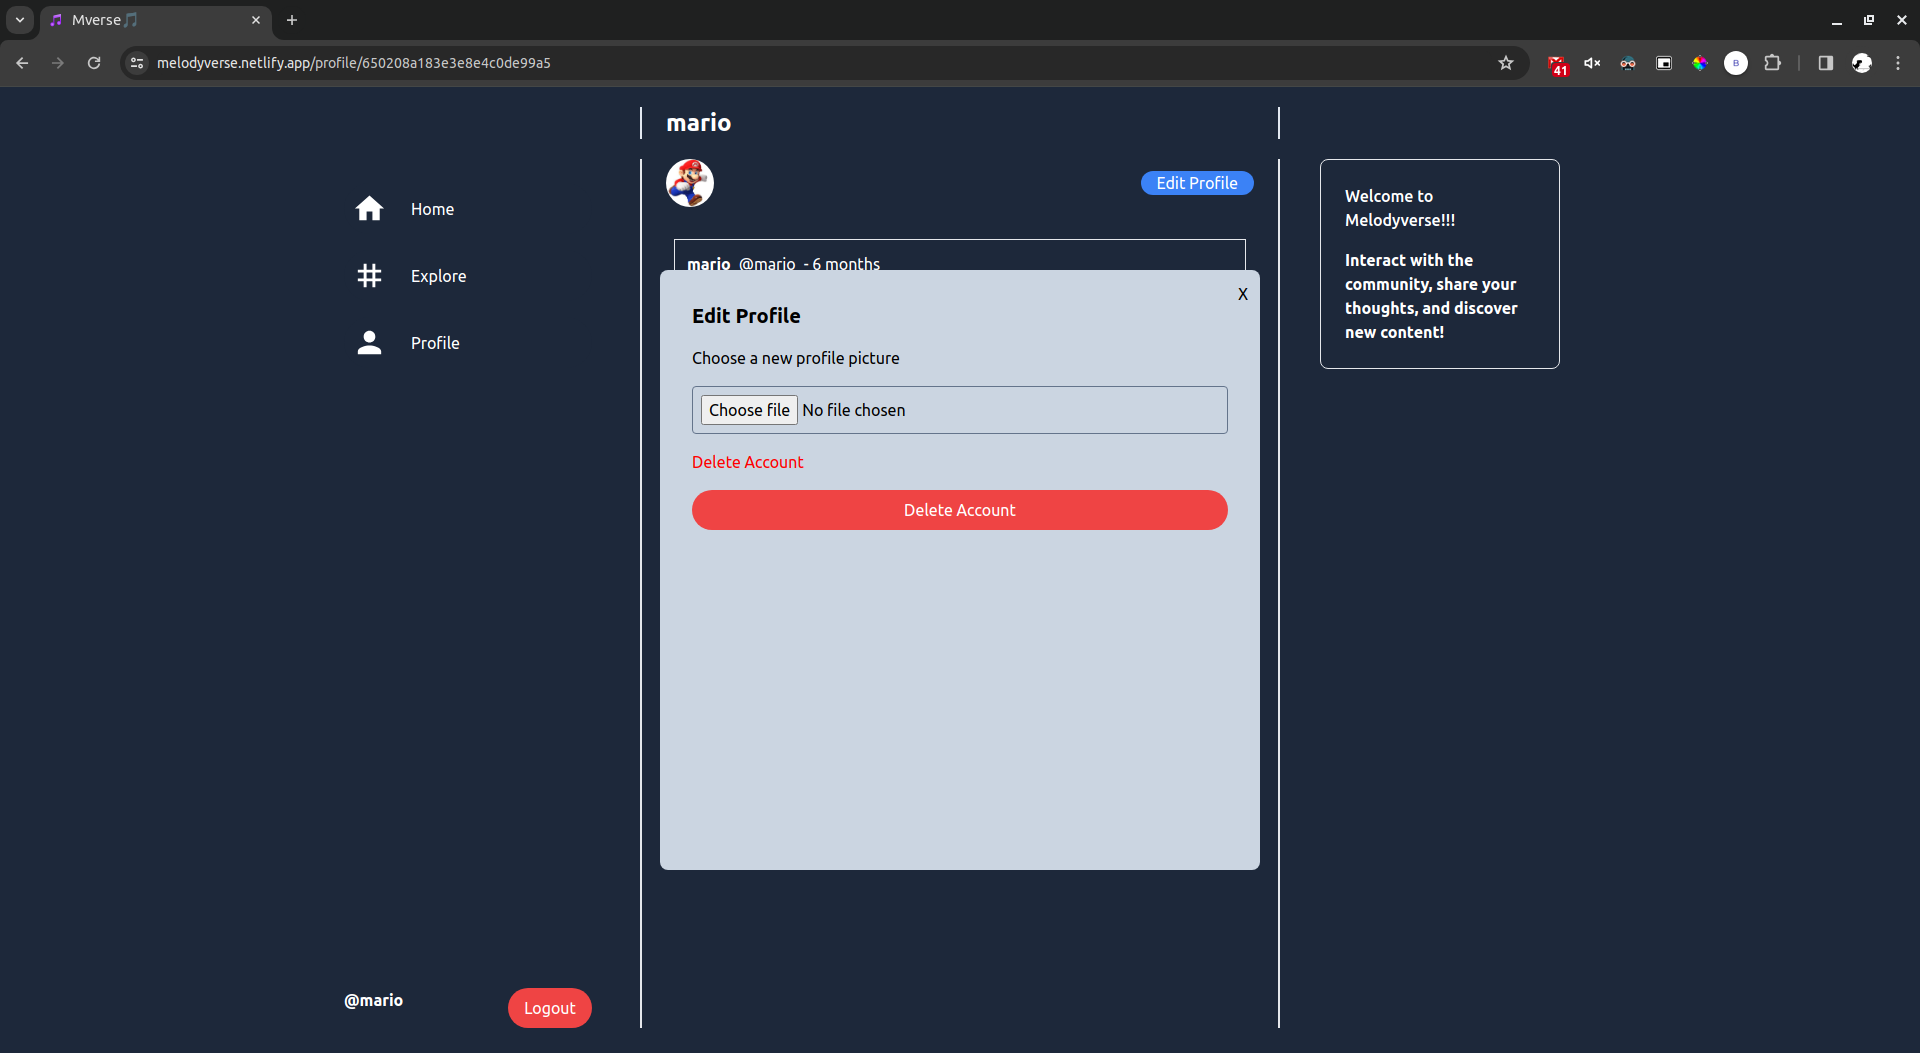 Mverse🎵
melodyverse.netlify.app/profile/650208a183e3e8e4c0de99a5
41
B
mario
Edit Profile
Home
Explore
Profile
mario @mario - 6 months
X
Edit Profile
Choose a new profile picture
Choose file No file chosen
Delete Account
Delete Account
Welcome to
Melodyverse!!!
Interact with the
community, share your
thoughts, and discover
new content!
@mario
Logout